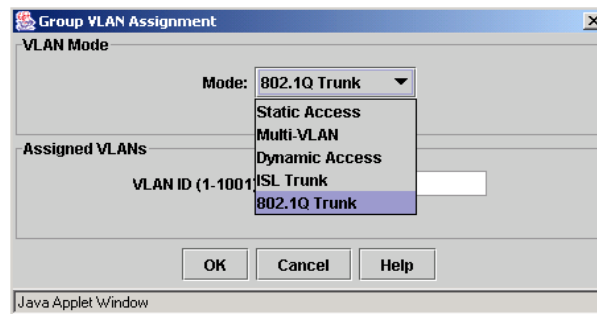 Group VLAN Assignment
VLAN Mode
Mode: 802.1Q Trunk
Static Access
Multi-VLAN
Dynamic Access
ISL Trunk
802.1Q Trunk
Assigned VLANs
VLAN ID (1-1001)
OK Cancel Help
Java Applet Window